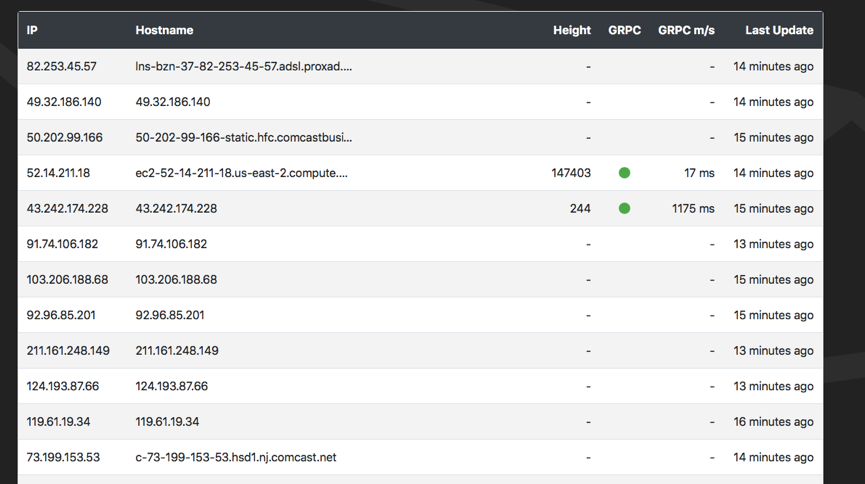 IP Hostname Height GRPC GRPC m/s Last Update
82.253.45.57 lns-bzn-37-82-253-45-57.adsl.proxad.... - - 14 minutes ago
49.32.186.140 49.32.186.140 - - 14 minutes ago
50.202.99.166 50-202-99-166-static.hfc.comcastbusi... - - 15 minutes ago
52.14.211.18 ec2-52-14-211-18.us-east-2.compute.... 147403 17 ms 14 minutes ago
43.242.174.228 43.242.174.228 244 1175 ms 15 minutes ago
91.74.106.182 91.74.106.182 - - 13 minutes ago
103.206.188.68 103.206.188.68 - - 15 minutes ago
92.96.85.201 92.96.85.201 - - 15 minutes ago
211.161.248.149 211.161.248.149 - - 13 minutes ago
124.193.87.66 124.193.87.66 - - 13 minutes ago
119.61.19.34 119.61.19.34 - - 16 minutes ago
73.199.153.53 c-73-199-153-53.hsd1.nj.comcast.net - - 14 minutes ago